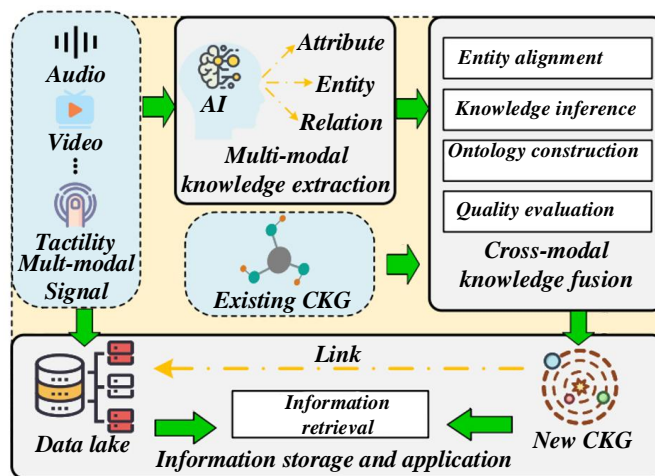 Audio
Video
Tactility
Mult-modal
Signal
AI
Attribute
Entity
Relation
Multi-modal
knowledge extraction
Existing CKG
Entity alignment
Knowledge inference
Ontology construction
Quality evaluation
Cross-modal
knowledge fusion
Link
Data lake
Information
retrieval
New CKG
Information storage and application